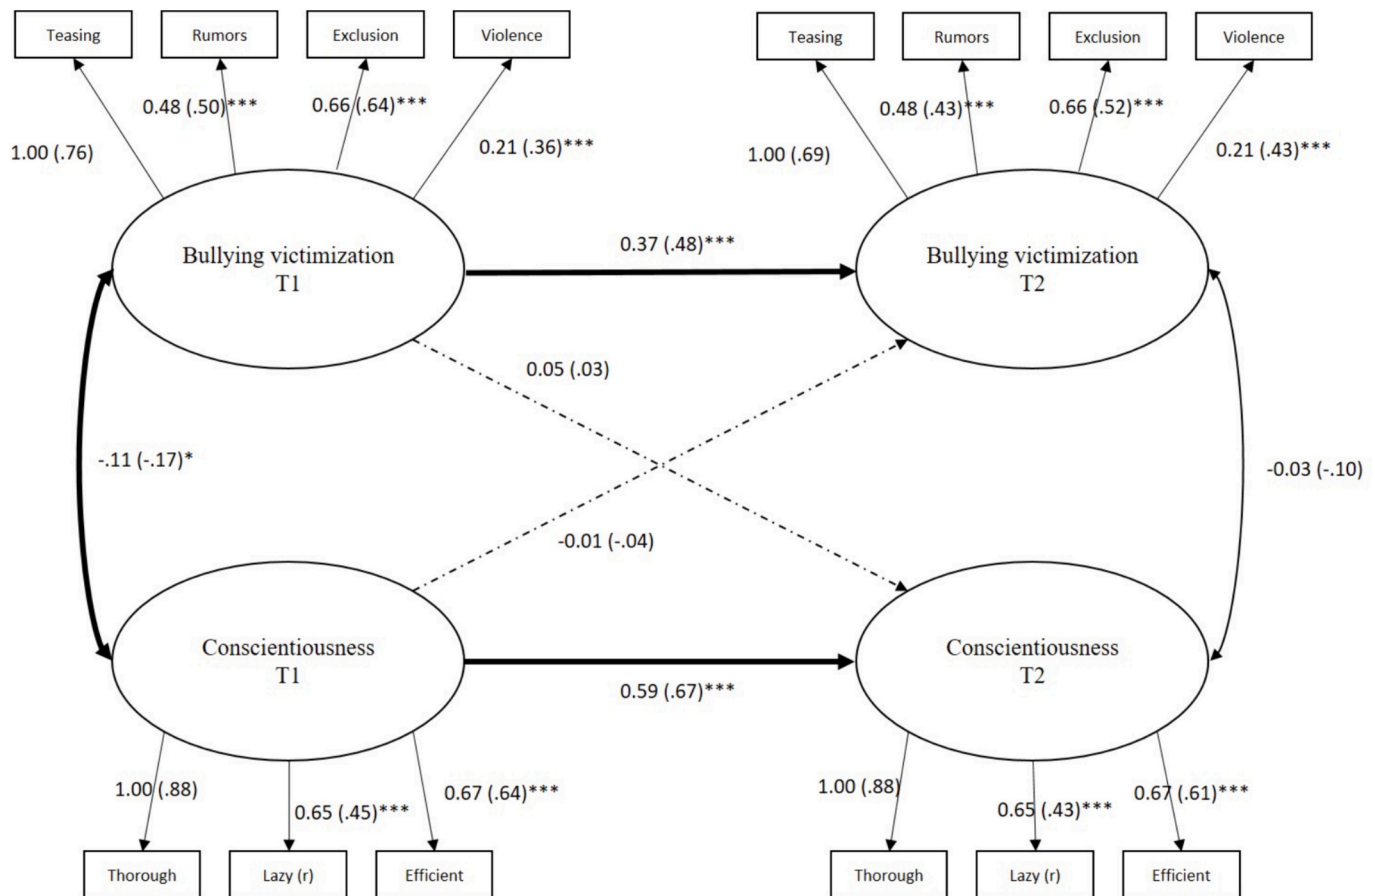 Teasing
Rumors
Exclusion
Violence
Teasing
Rumors
Exclusion
Violence
0.48 (.50)***
0.66 (.64)***
0.48 (.43)***
0.66 (.52)***
1.00 (.76)
0.21 (.36)***
1.00 (.69)
0.21 (.43)***
Bullying victimization
T1
0.37 (.48)***
Bullying victimization
T2
0.05 (.03)
-.11 (-.17)*
-0.03 (-.10)
-0.01 (-.04)
Conscientiousness
T1
0.59 (.67)***
Conscientiousness
T2
1.00 (.88)
0.65 (.45)***
0.67 (.64)***
1.00 (.88)
0.65 (.43)***
0.67 (.61)***
Thorough
Lazy (r)
Efficient
Thorough
Lazy (r)
Efficient